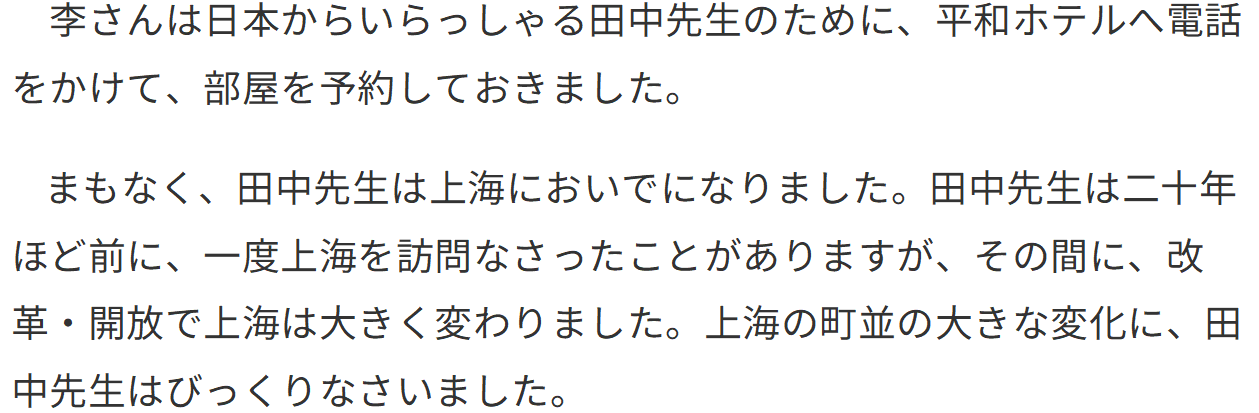 李さんは日本からいらっしゃる田中先生のために、平和ホテルへ電話
をかけて、部屋を予約しておきました。
まもなく、田中先生は上海においでになりました。田中先生は二十年
ほど前に、一度上海を訪問なさったことがありますが、その間に、改
革・開放で上海は大きく変わりました。上海の町並の大きな変化に、田
中先生はびっくりなさいました。